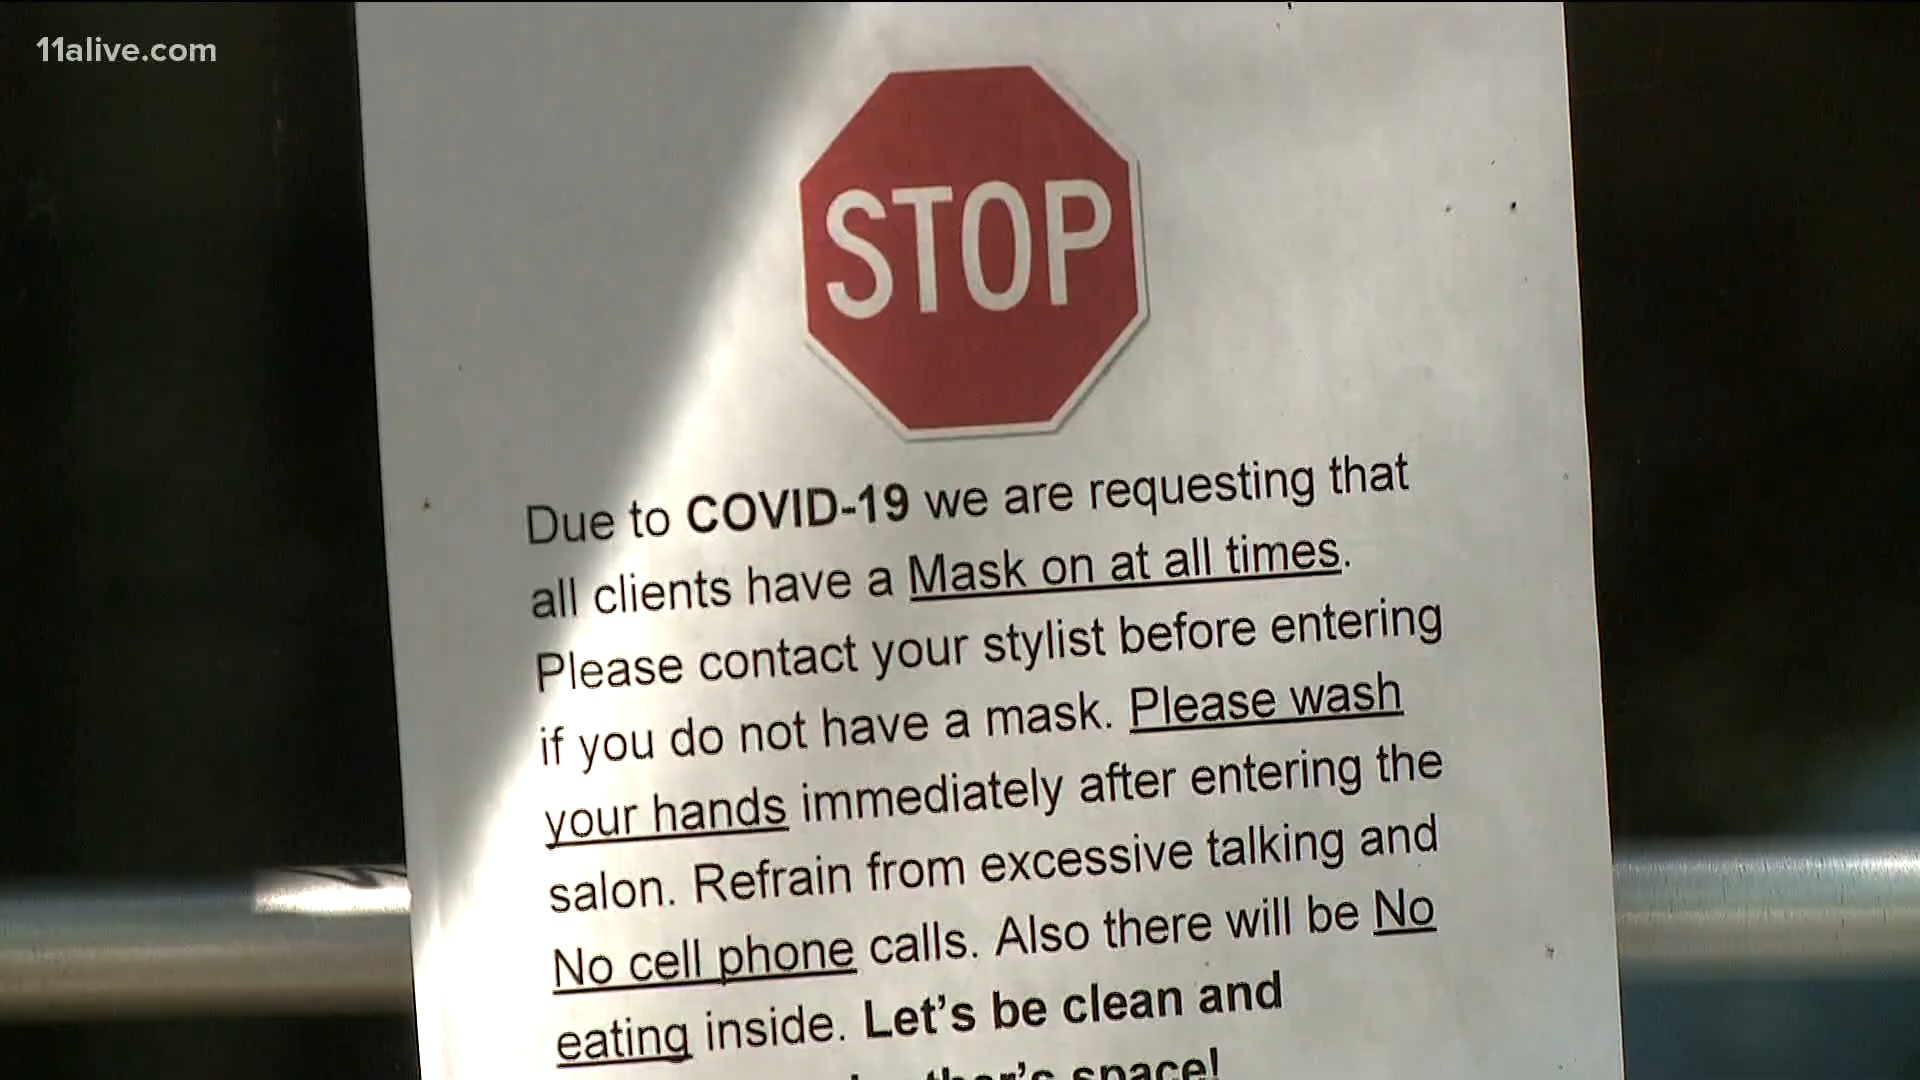 11alive.com
STOP
Due to COVID-19 we are requesting that
all clients have a Mask on at all times.
Please contact your stylist before entering
if you do not have a mask. Please wash
your hands immediately after entering the
salon. Refrain from excessive talking and
No cell phone calls. Also there will be No
eating inside. Let's be clean and
space!